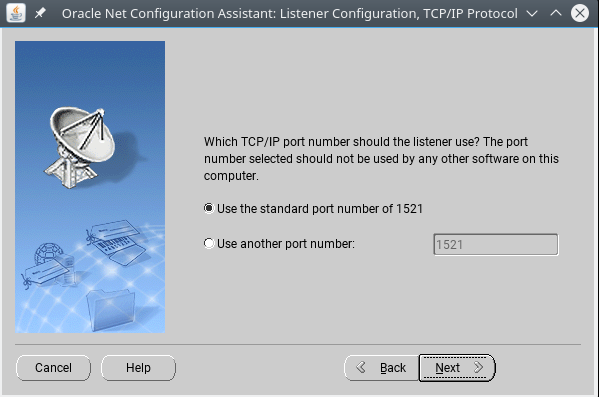 Oracle Net Configuration Assistant: Listener Configuration, TCP/IP Protocol
Which TCP/IP port number should the listener use? The port
number selected should not be used by any other software on this
computer.
Use the standard port number of 1521
Use another port number:
1521
Cancel
Help
Back
Next